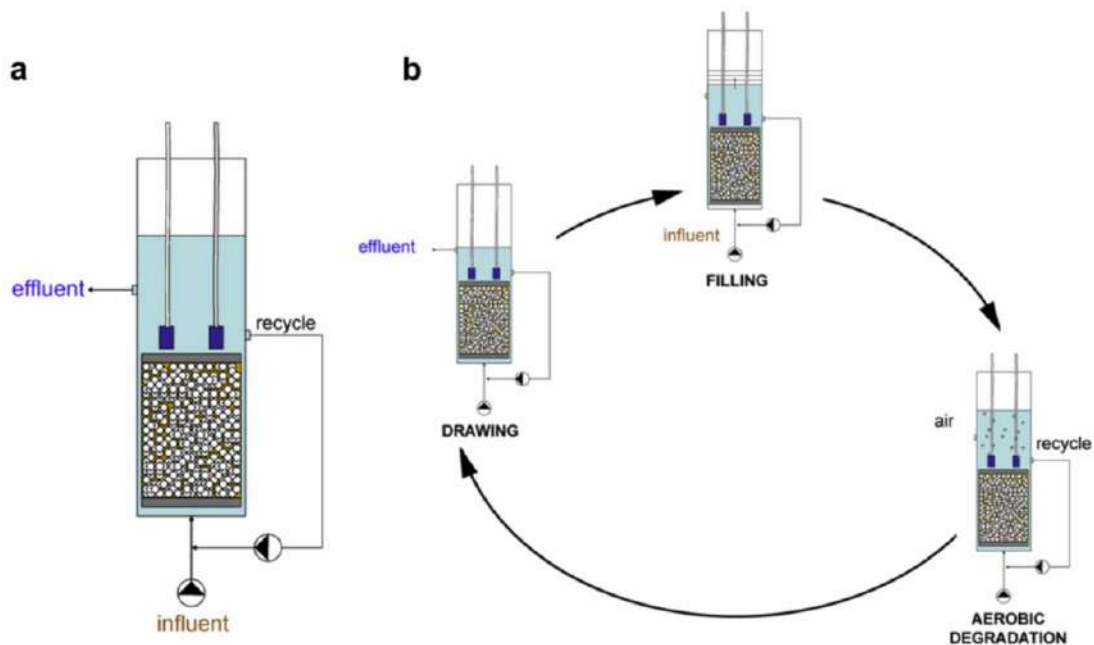 a
effluent
recycle
influent
b
influent
FILLING
effluent
DRAWING
air
recycle
AEROBIC
DEGRADATION